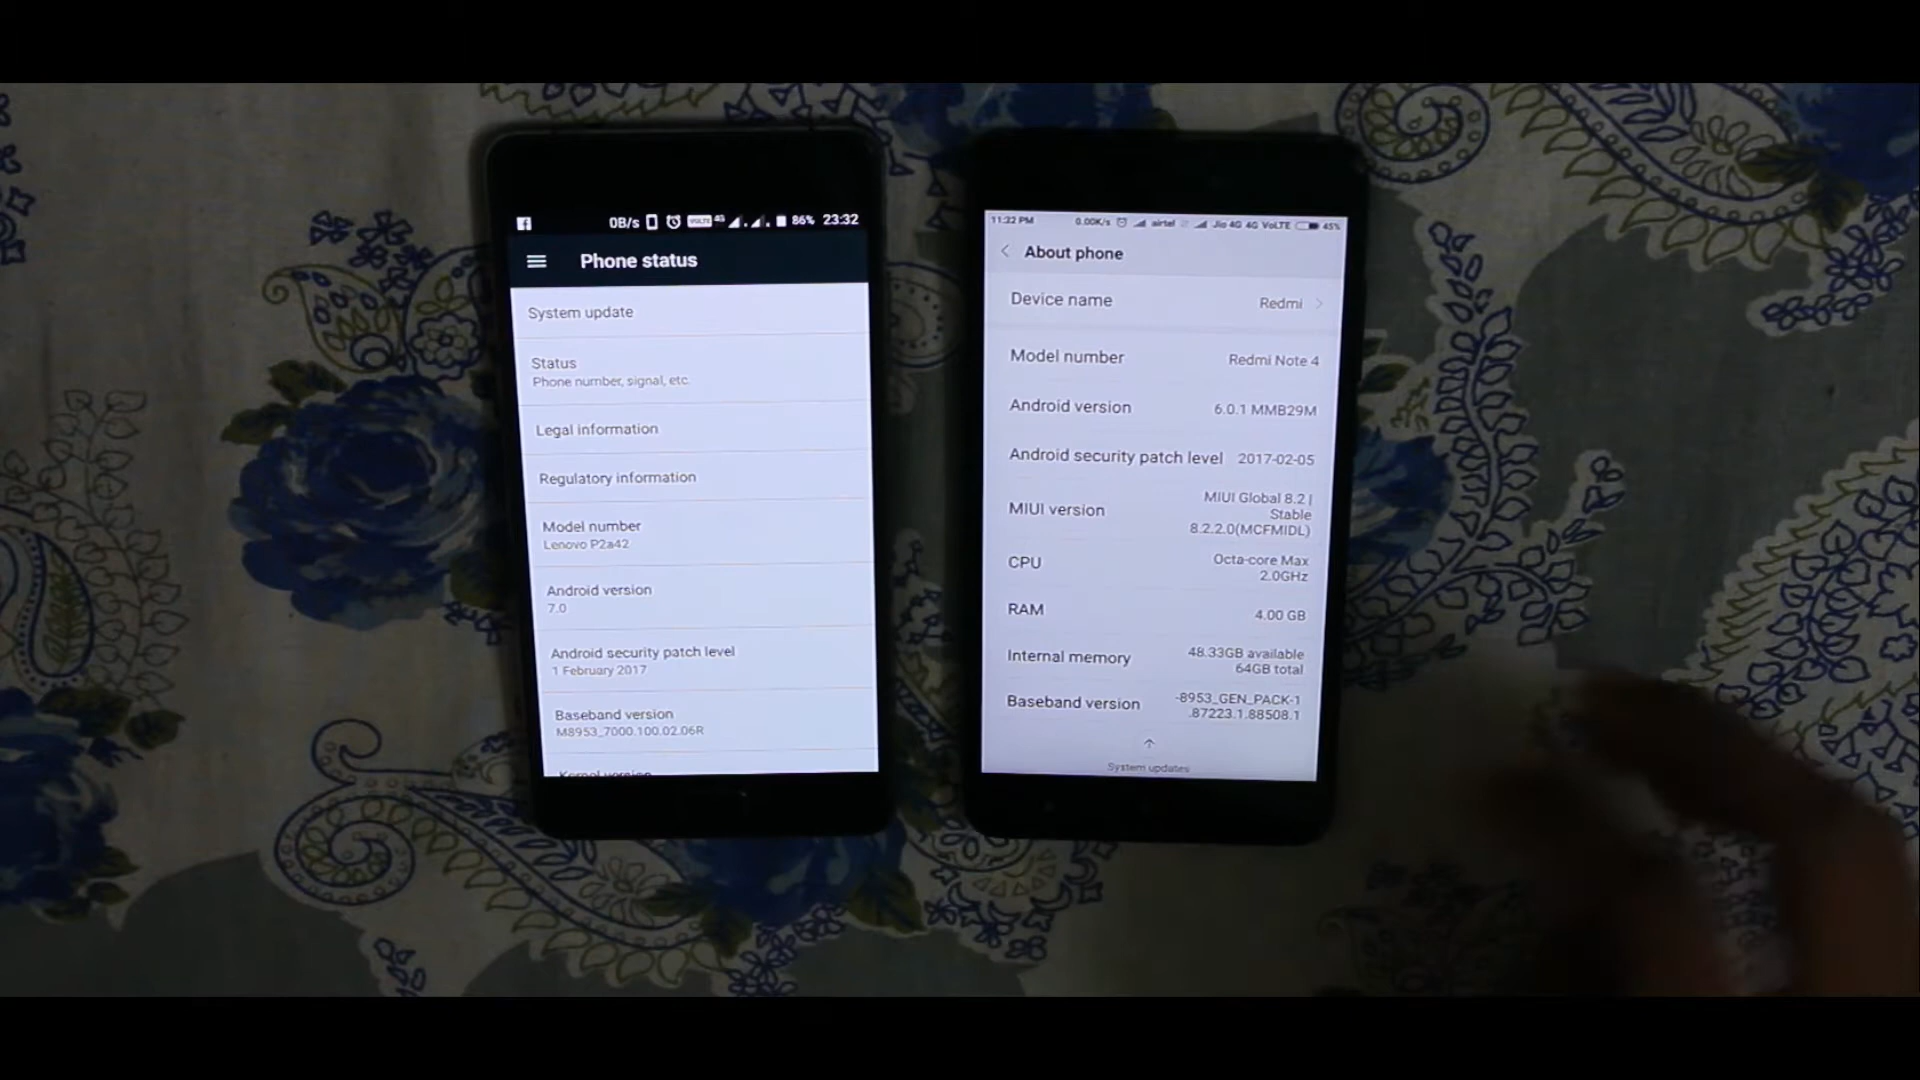 0B/s VoLTE 4G 86% 23:32
Phone status
System update
Status
Phone number, signal, etc.
Legal information
Regulatory information
Model number
Lenovo P2a42
Android version
7.0
Android security patch level
1 February 2017
Baseband version
M8953_7000.100.02.06R
Kernel version
11:32 PM 0.00K/s airtel Jio 4G 4G VoLTE 45%
About phone
Device name Redmi
Model number Redmi Note 4
Android version 6.0.1 MMB29M
Android security patch level 2017-02-05
MIUI version MIUI Global 8.2 |
Stable
8.2.2.0(MCFMIDL)
CPU Octa-core Max
2.0GHz
RAM 4.00 GB
Internal memory 48.33GB available
64GB total
Baseband version -8953_GEN_PACK-1
.87223.1.88508.1
System updates